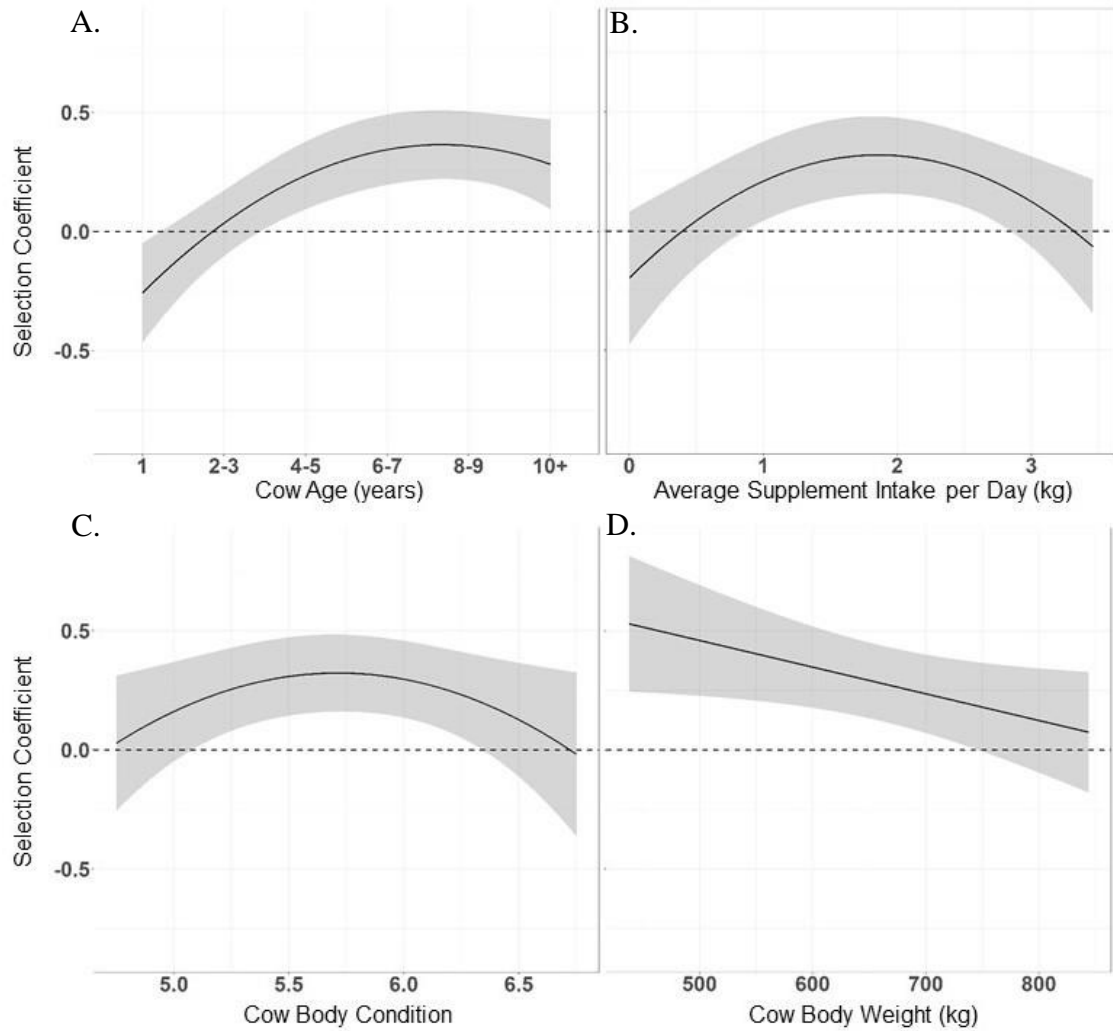 A.
B.
Selection Coefficient
0.5
0.0
-0.5
1 2-3 4-5 6-7 8-9 10+
Cow Age (years)
0 1 2 3
Average Supplement Intake per Day (kg)
C.
D.
Selection Coefficient
0.5
0.0
-0.5
5.0 5.5 6.0 6.5
Cow Body Condition
500 600 700 800
Cow Body Weight (kg)